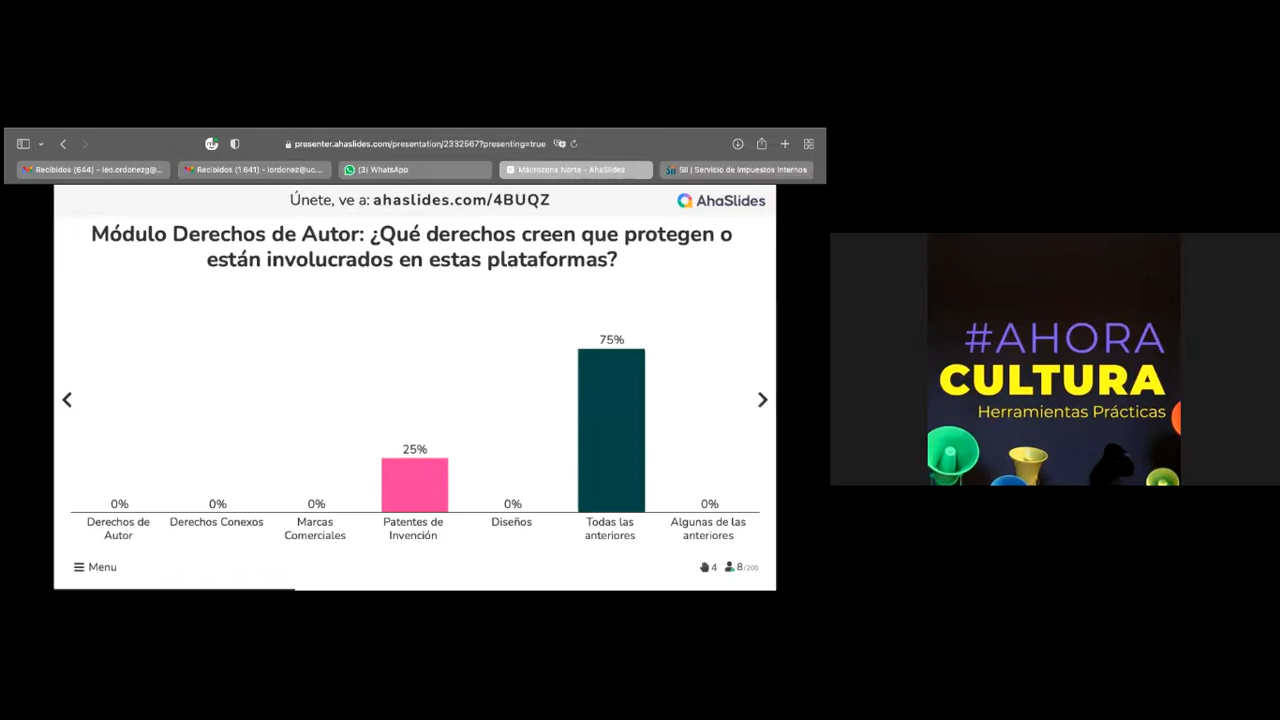 presenter.ahaslides.com/presentation/2332567?presenting=true
Recibidos (644) - leo.ordonezg@...
Recibidos (1.641) - lordonez@uc....
(3) WhatsApp
Macrozona Norte - AhaSlides
SII | Servicio de Impuestos Internos
Únete, ve a: ahaslides.com/4BUQZ
AhaSlides
Módulo Derechos de Autor: ¿Qué derechos creen que protegen o
están involucrados en estas plataformas?
75%
25%
0%
0%
0%
0%
0%
Derechos de
Autor
Derechos Conexos
Marcas
Comerciales
Patentes de
Invención
Diseños
Todas las
anteriores
Algunas de las
anteriores
Menu
4
8/200
#AHORA
CULTURA
Herramientas Prácticas